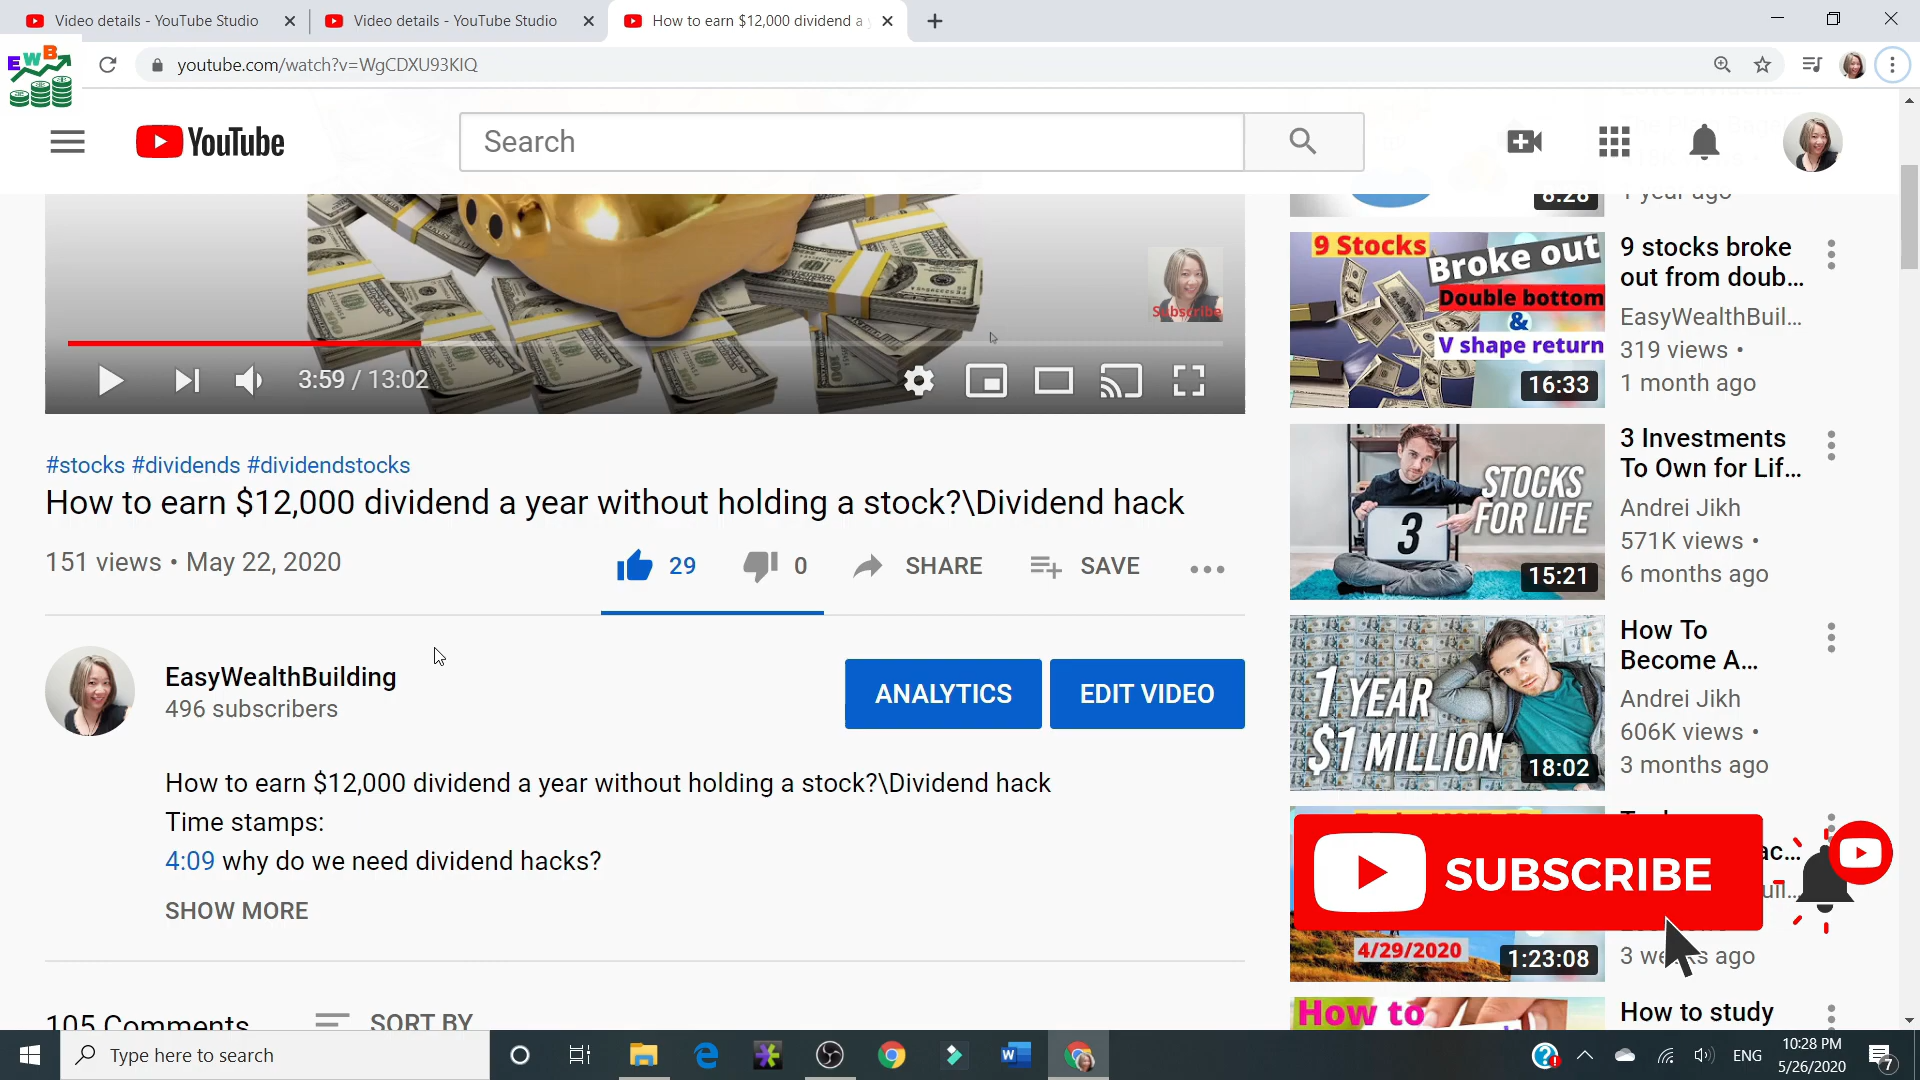 Video details - YouTube Studio
Video details - YouTube Studio
How to earn $12,000 dividend a
EWB
youtube.com/watch?v=WgCDXU93KIQ
YouTube
Search
Subscribe
3:59 / 13:02
#stocks #dividends #dividendstocks
How to earn $12,000 dividend a year without holding a stock?\Dividend hack
151 views • May 22, 2020
29
0
SHARE
SAVE
EasyWealthBuilding
496 subscribers
ANALYTICS
EDIT VIDEO
How to earn $12,000 dividend a year without holding a stock?\Dividend hack
Time stamps:
4:09 why do we need dividend hacks?
SHOW MORE
105 Comments
SORT BY
8:28
1 year ago
9 Stocks
Broke out
Double bottom
&
V shape return
16:33
9 stocks broke
out from doub...
EasyWealthBuil...
319 views •
1 month ago
STOCKS
FOR LIFE
3
15:21
3 Investments
To Own for Lif...
Andrei Jikh
571K views •
6 months ago
1 YEAR
$1 MILLION
18:02
How To
Become A...
Andrei Jikh
606K views •
3 months ago
SUBSCRIBE
4/29/2020
1:23:08
3 weeks ago
How to
How to study
Type here to search
ENG
10:28 PM
5/26/2020
7